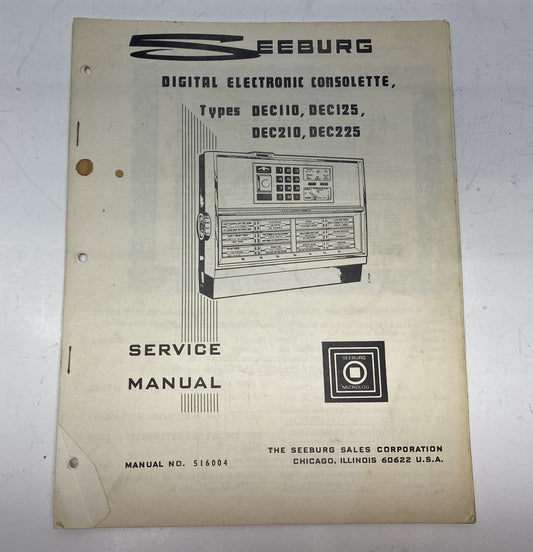 SEEBURG
DIGITAL ELECTRONIC CONSOLETTE,
Types DEC110, DEC125,
DEC210, DEC225
SERVICE
MANUAL
SEEBURG
MICROLOG
MANUAL NO. 516004
THE SEEBURG SALES CORPORATION
CHICAGO, ILLINOIS 60622 U.S.A.